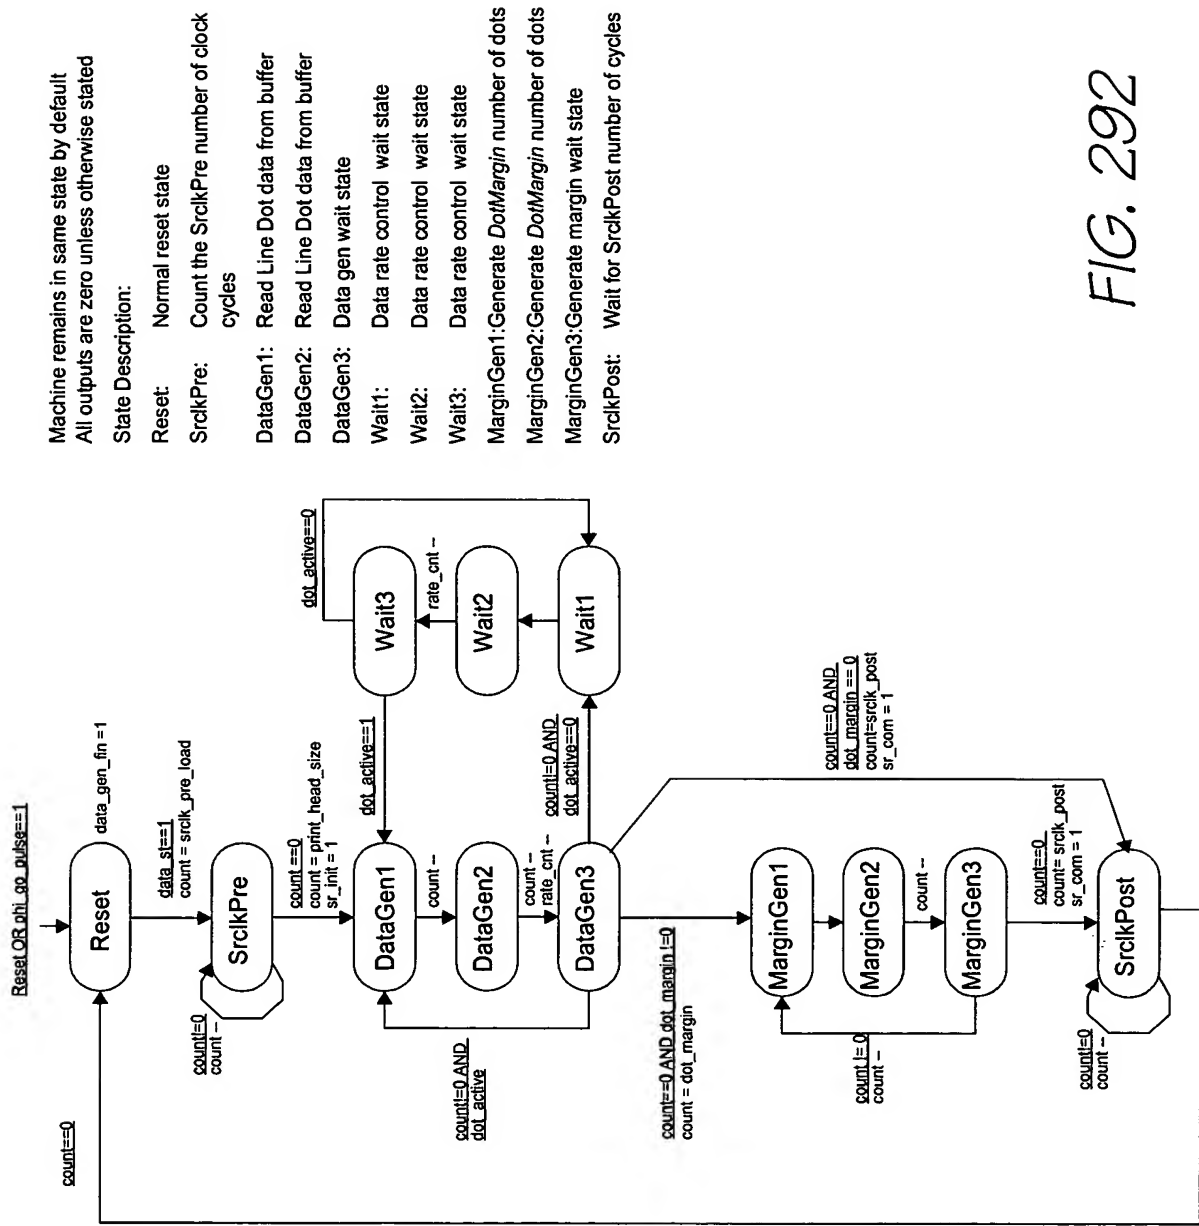 Reset OR phi_go_pulse==1
count==0
Reset
data_gen_fin =1
data_st==1
count = srclk_pre_load
count!=0
count --
SrclkPre
count ==0
count = print_head_size
sr_init = 1
DataGen1
count --
DataGen2
count --
rate_cnt --
DataGen3
count!=0 AND
dot_active
dot_active==1
dot_active==0
Wait3
rate_cnt --
Wait2
Wait1
count!=0 AND
dot_active==0
count==0 AND
dot_margin == 0
count=srclk_post
sr_com = 1
count==0 AND dot_margin !=0
count = dot_margin
MarginGen1
MarginGen2
count --
MarginGen3
count != 0
count --
count==0
count= srclk_post
sr_com = 1
count!=0
count --
SrclkPost
Machine remains in same state by default
All outputs are zero unless otherwise stated
State Description:
Reset: Normal reset state
SrclkPre: Count the SrclkPre number of clock
cycles
DataGen1: Read Line Dot data from buffer
DataGen2: Read Line Dot data from buffer
DataGen3: Data gen wait state
Wait1: Data rate control wait state
Wait2: Data rate control wait state
Wait3: Data rate control wait state
MarginGen1:Generate DotMargin number of dots
MarginGen2:Generate DotMargin number of dots
MarginGen3:Generate margin wait state
SrclkPost: Wait for SrclkPost number of cycles
FIG. 292